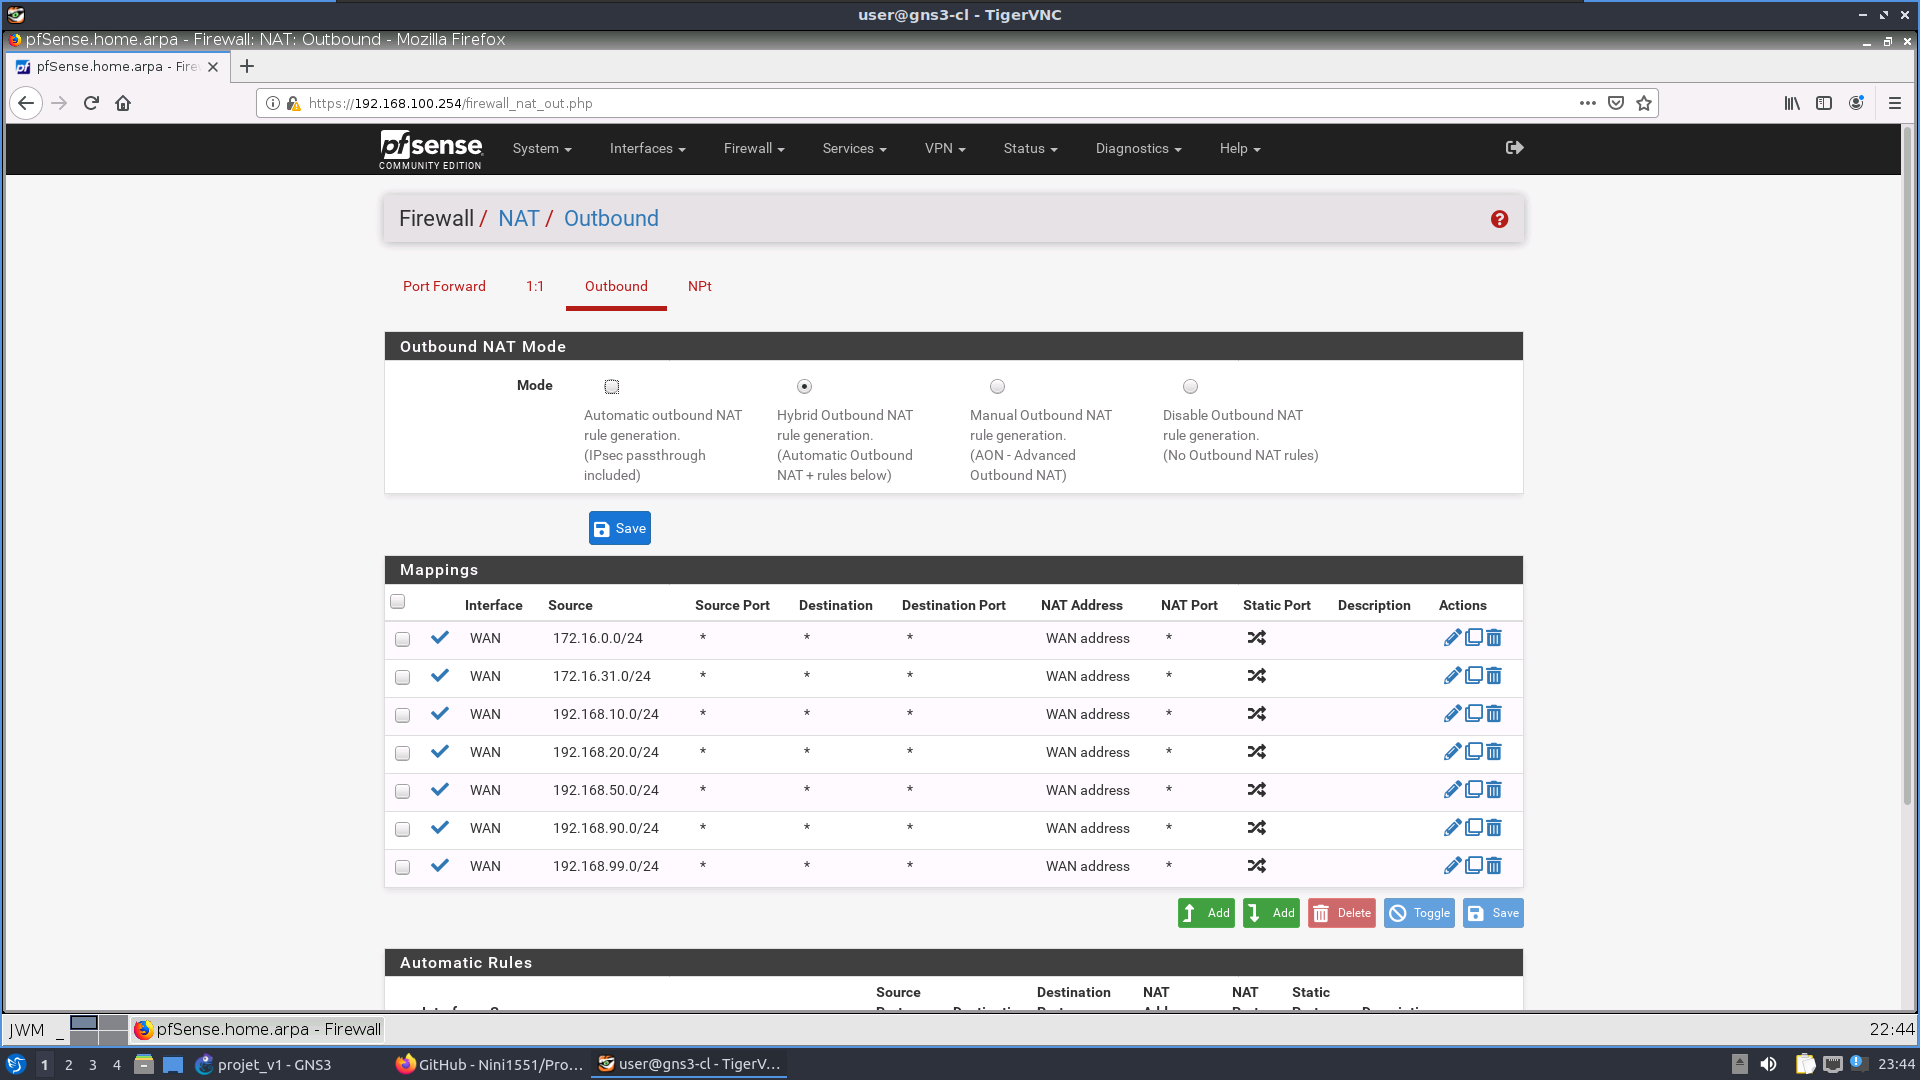 user@gns3-cl - TigerVNC
pfSense.home.arpa - Firewall: NAT: Outbound - Mozilla Firefox
pfSense.home.arpa - Fire
https://192.168.100.254/firewall_nat_out.php
pfsense
COMMUNITY EDITION
System Interfaces Firewall Services VPN Status Diagnostics Help
Firewall / NAT / Outbound
Port Forward 1:1 Outbound NPt
Outbound NAT Mode
Mode
Automatic outbound NAT
rule generation.
(IPsec passthrough
included)
Hybrid Outbound NAT
rule generation.
(Automatic Outbound
NAT + rules below)
Manual Outbound NAT
rule generation.
(AON - Advanced
Outbound NAT)
Disable Outbound NAT
rule generation.
(No Outbound NAT rules)
Save
Mappings
Interface Source Source Port Destination Destination Port NAT Address NAT Port Static Port Description Actions
WAN 172.16.0.0/24 * * * WAN address *
WAN 172.16.31.0/24 * * * WAN address *
WAN 192.168.10.0/24 * * * WAN address *
WAN 192.168.20.0/24 * * * WAN address *
WAN 192.168.50.0/24 * * * WAN address *
WAN 192.168.90.0/24 * * * WAN address *
WAN 192.168.99.0/24 * * * WAN address *
Add Add Delete Toggle Save
Automatic Rules
Source Destination NAT NAT Static
JWM _ pfSense.home.arpa - Firewall 22:44
1 2 3 4 projet_v1 - GNS3 GitHub - Nini1551/Pro... user@gns3-cl - TigerV... 23:44